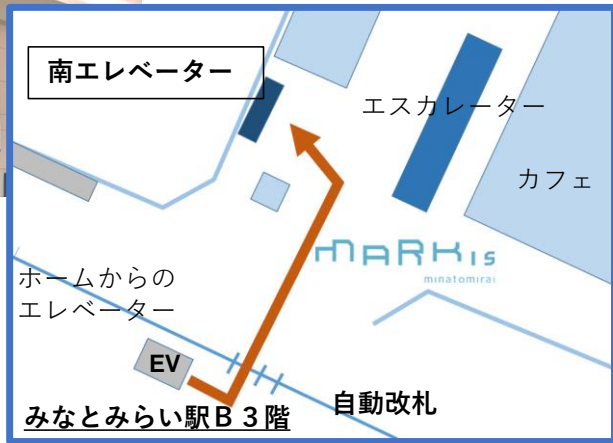 南エレベーター
エスカレーター
カフェ
MARK IS
minatomirai
ホームからの
エレベーター
EV
自動改札
みなとみらい駅B3階